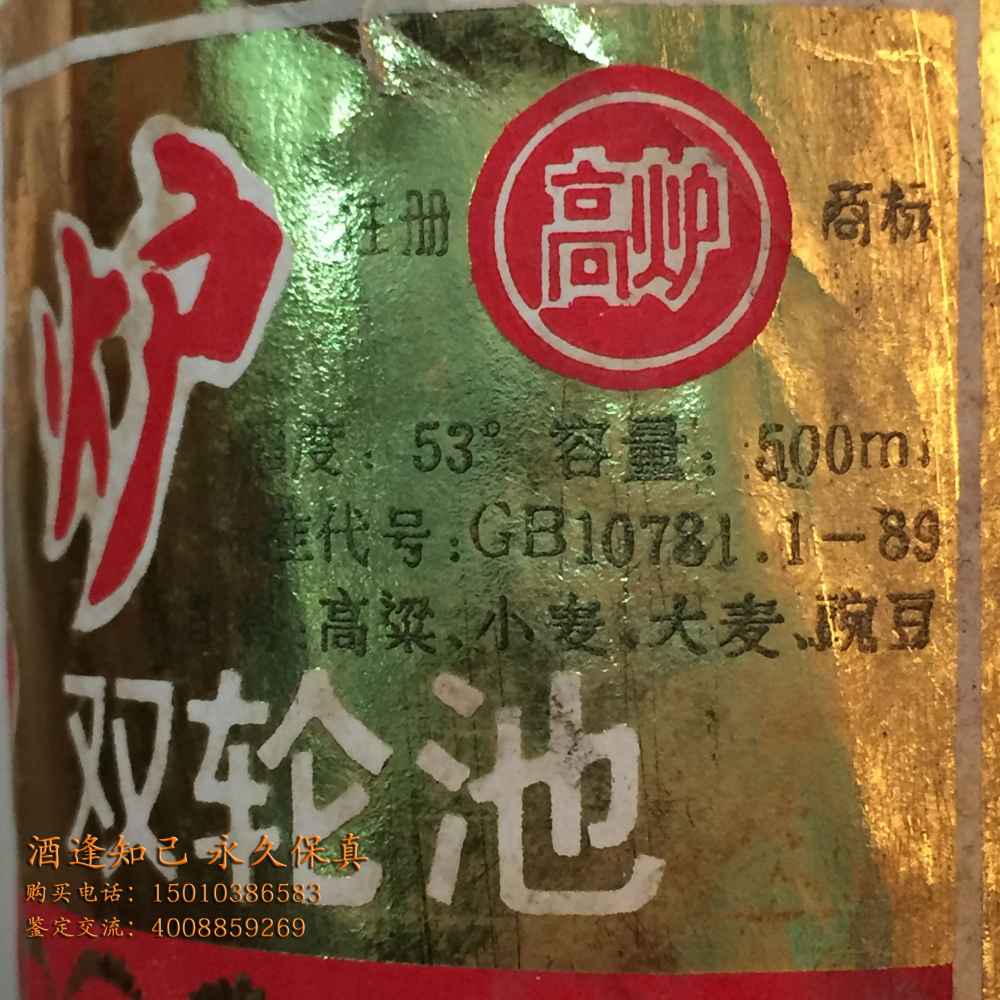 炉
注册 高炉 商标
度：53° 容量：500ml
准代号：GB10781.1－89
高粱、小麦、大麦、豌豆
双轮池
酒逢知己 永久保真
购买电话：15010386583
鉴定交流：4008859269